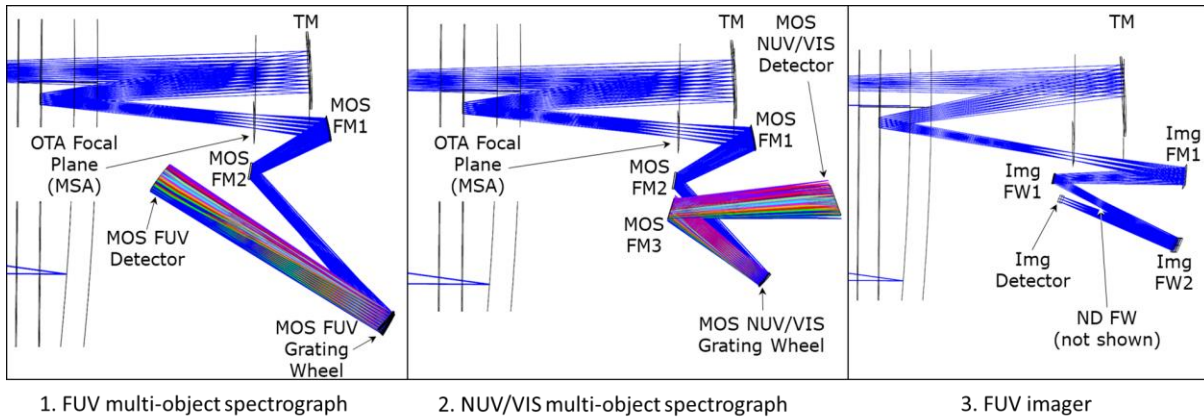 TM
MOS
FM1
OTA Focal
Plane
(MSA)
MOS
FM2
MOS FUV
Detector
MOS FUV
Grating
Wheel
TM
MOS
NUV/VIS
Detector
MOS
FM1
OTA Focal
Plane
(MSA)
MOS
FM2
MOS
FM3
MOS NUV/VIS
Grating Wheel
TM
Img
FM1
Img
FW1
Img
Detector
Img
FW2
ND FW
(not shown)
1. FUV multi-object spectrograph
2. NUV/VIS multi-object spectrograph
3. FUV imager